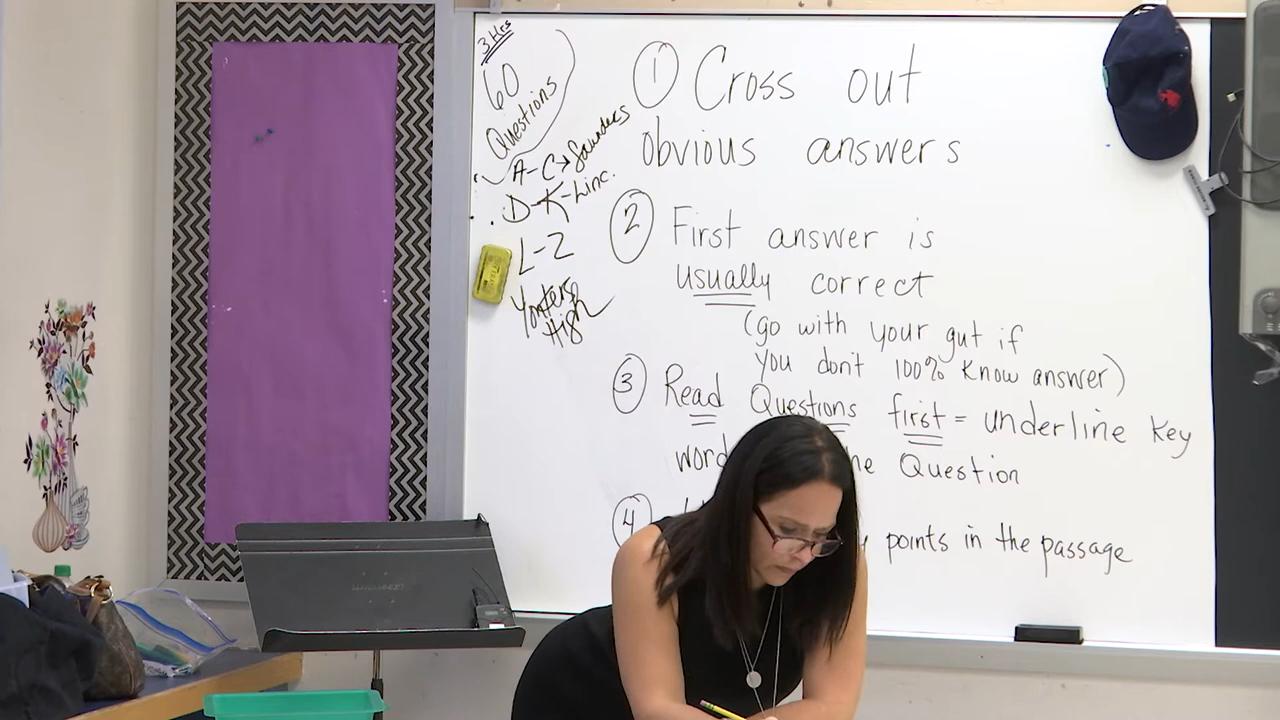 3 Hrs
60
Questions
A-C→Saunders
D-K-Linc.
L-Z
Yonkers
High
① Cross out
obvious answers
② First answer is
usually correct
(go with your gut if
you don't 100% know answer)
③ Read Questions first = underline key
Question
④
points in the passage